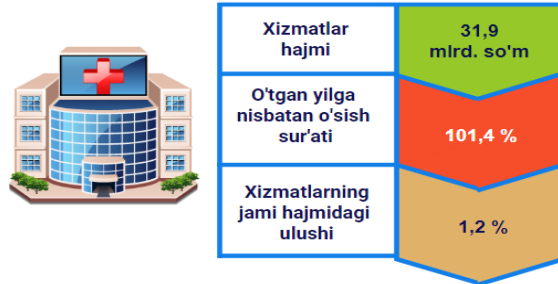 Xizmatlar
hajmi
31,9
mlrd. so'm
O'tgan yilga
nisbatan o'sish
sur'ati
101,4 %
Xizmatlarning
jami hajmidagi
ulushi
1,2 %